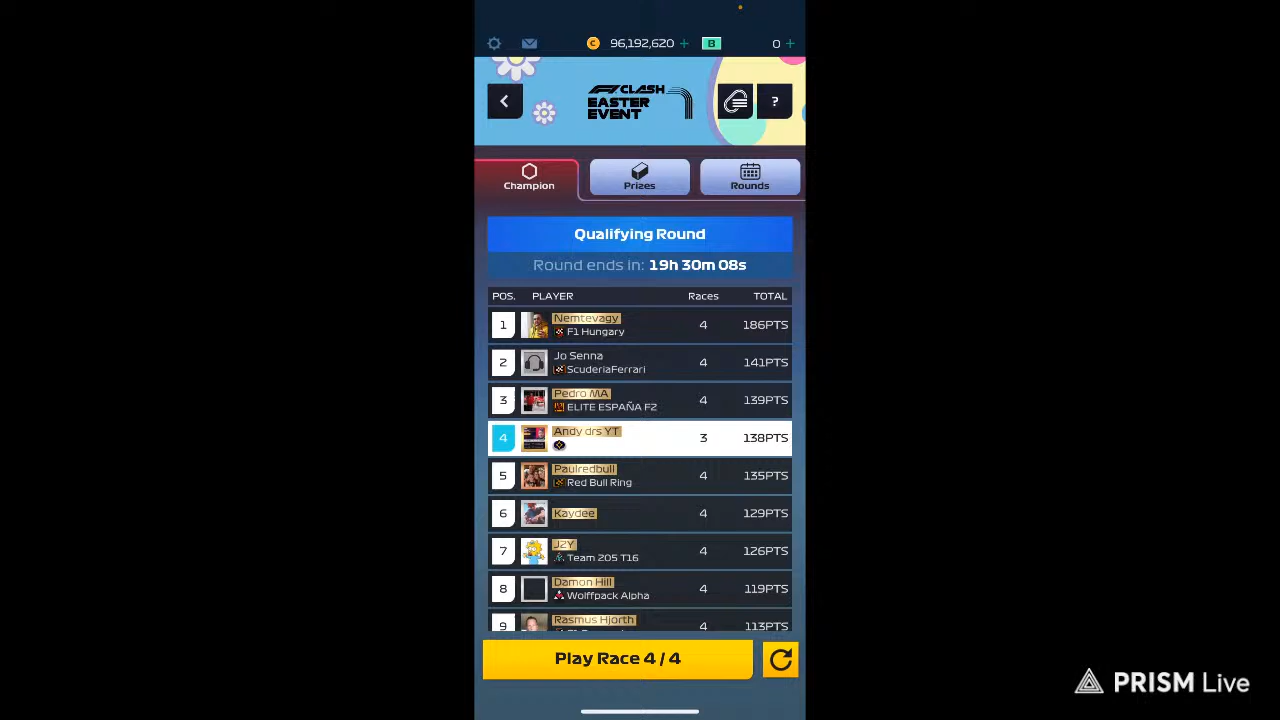 96,192,620 + B 0 +
F1 CLASH
EASTER
EVENT
?
Champion
Prizes
Rounds
Qualifying Round
Round ends in: 19h 30m 08s
POS. PLAYER Races TOTAL
1 Nemtevagy 4 186PTS
F1 Hungary
2 Jo Senna 4 141PTS
ScuderiaFerrari
3 Pedro MA 4 139PTS
ELITE ESPAÑA F2
4 Andy drs YT 3 138PTS
5 Paulredbull 4 135PTS
Red Bull Ring
6 Kaydee 4 129PTS
7 JZY 4 126PTS
Team 205 T16
8 Damon Hill 4 119PTS
Wolffpack Alpha
9 Rasmus Hjorth 4 113PTS
Play Race 4 / 4
PRISM Live